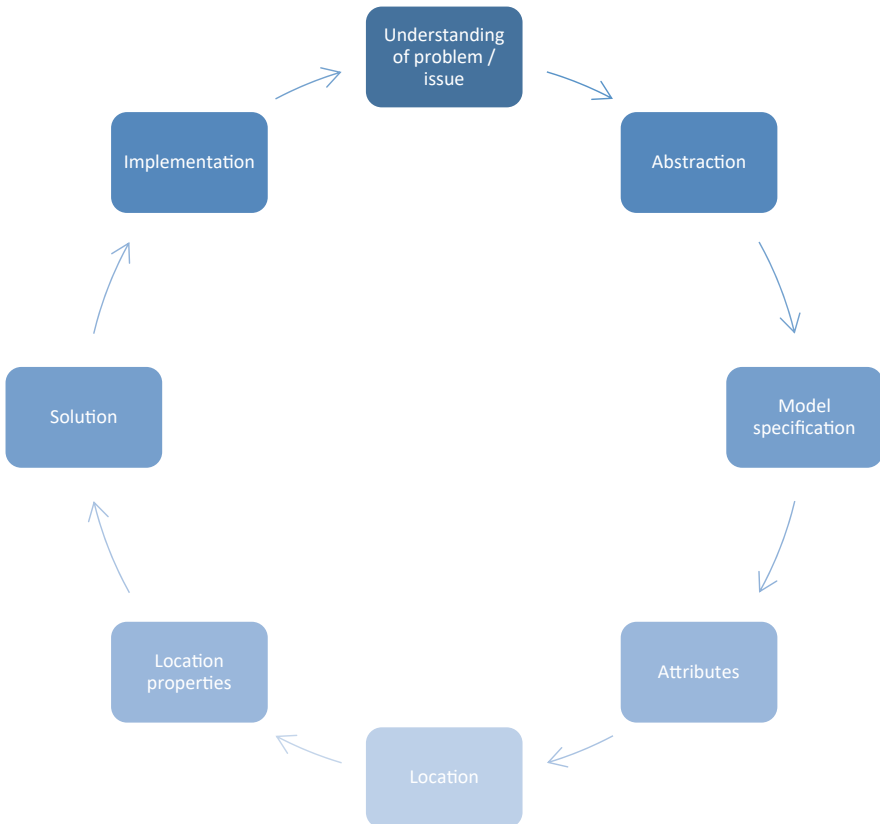 Understanding
of problem /
issue
Abstraction
Model
specification
Attributes
Location
Location
properties
Solution
Implementation